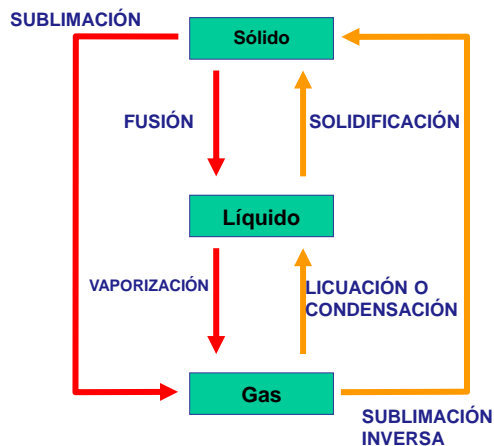 SUBLIMACIÓN
Sólido
FUSIÓN
SOLIDIFICACIÓN
Líquido
VAPORIZACIÓN
LICUACIÓN O
CONDENSACIÓN
Gas
SUBLIMACIÓN
INVERSA